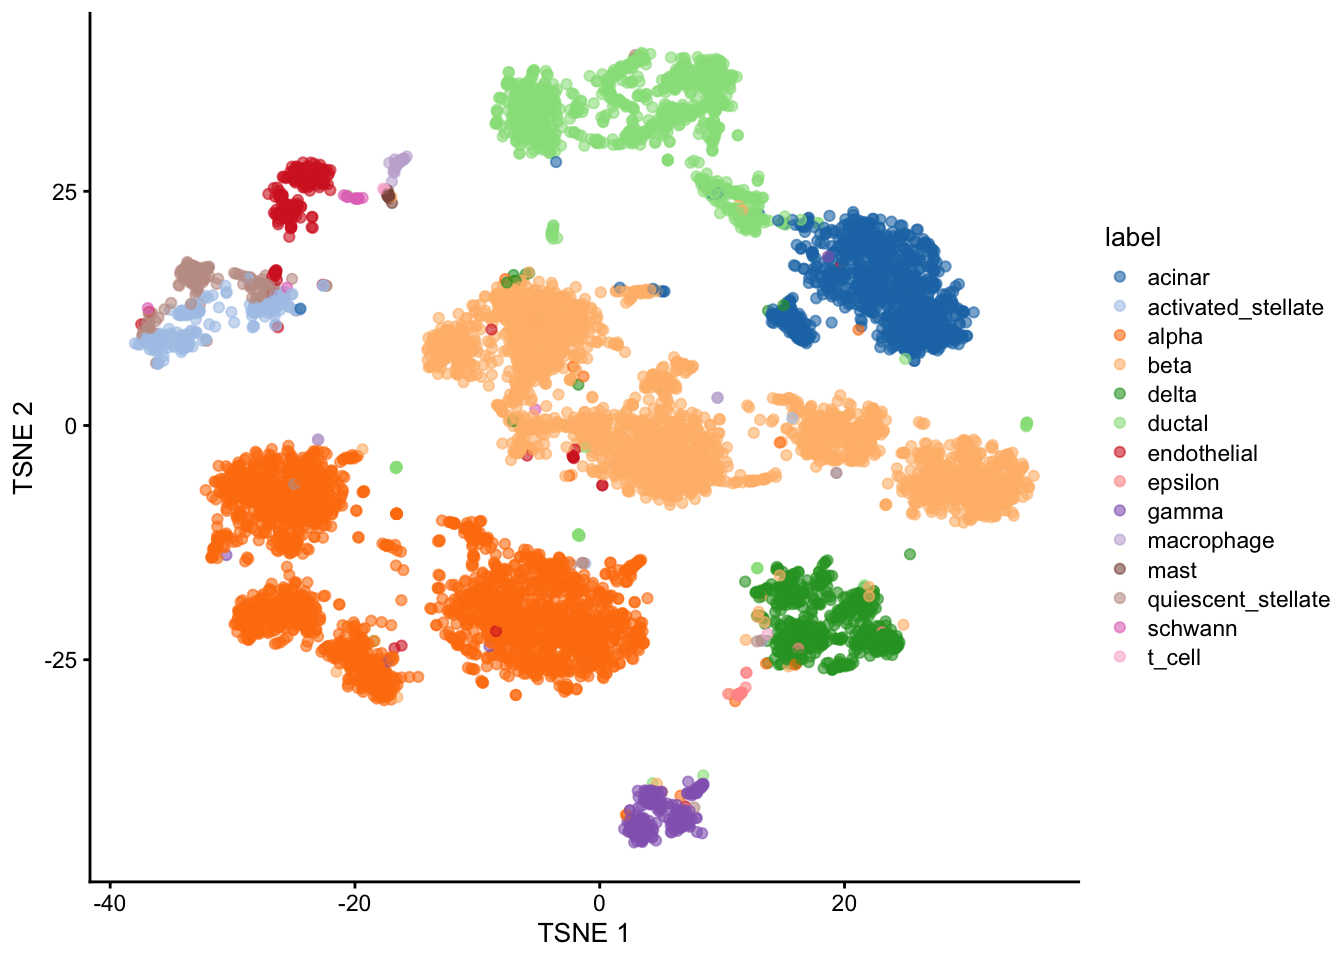 25
0
-25
TSNE 2
-40
-20
0
20
TSNE 1
label
acinar
activated_stellate
alpha
beta
delta
ductal
endothelial
epsilon
gamma
macrophage
mast
quiescent_stellate
schwann
t_cell